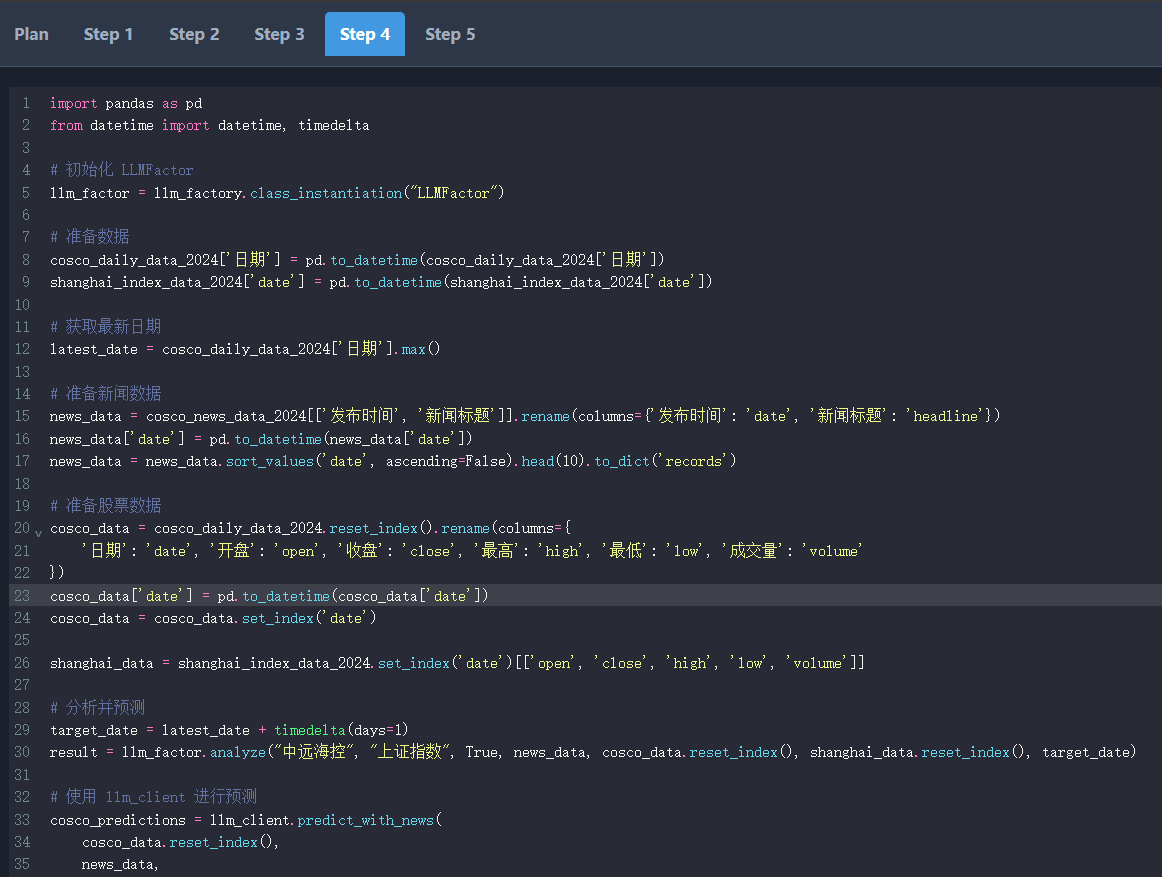 Plan Step 1 Step 2 Step 3 Step 4 Step 5
1 import pandas as pd
2 from datetime import datetime, timedelta
3
4 # 初始化 LLMFactor
5 llm_factor = llm_factory.class_instantiation("LLMFactor")
6
7 # 准备数据
8 cosco_daily_data_2024['日期'] = pd.to_datetime(cosco_daily_data_2024['日期'])
9 shanghai_index_data_2024['date'] = pd.to_datetime(shanghai_index_data_2024['date'])
10
11 # 获取最新日期
12 latest_date = cosco_daily_data_2024['日期'].max()
13
14 # 准备新闻数据
15 news_data = cosco_news_data_2024[['发布时间', '新闻标题']].rename(columns={'发布时间': 'date', '新闻标题': 'headline'})
16 news_data['date'] = pd.to_datetime(news_data['date'])
17 news_data = news_data.sort_values('date', ascending=False).head(10).to_dict('records')
18
19 # 准备股票数据
20 cosco_data = cosco_daily_data_2024.reset_index().rename(columns={
21     '日期': 'date', '开盘': 'open', '收盘': 'close', '最高': 'high', '最低': 'low', '成交量': 'volume'
22 })
23 cosco_data['date'] = pd.to_datetime(cosco_data['date'])
24 cosco_data = cosco_data.set_index('date')
25
26 shanghai_data = shanghai_index_data_2024.set_index('date')[['open', 'close', 'high', 'low', 'volume']]
27
28 # 分析并预测
29 target_date = latest_date + timedelta(days=1)
30 result = llm_factor.analyze("中远海控", "上证指数", True, news_data, cosco_data.reset_index(), shanghai_data.reset_index(), target_date)
31
32 # 使用 llm_client 进行预测
33 cosco_predictions = llm_client.predict_with_news(
34     cosco_data.reset_index(),
35     news_data,